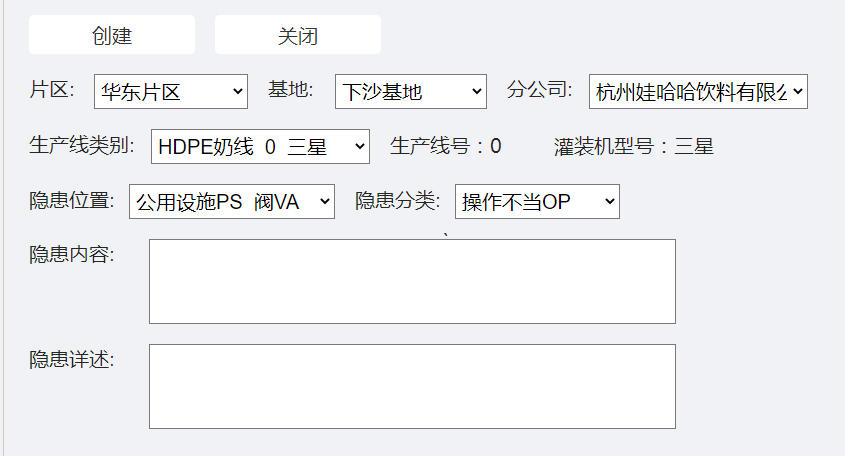 创建 关闭
片区: 华东片区 基地: 下沙基地 分公司: 杭州娃哈哈饮料有限公
生产线类别: HDPE奶线 0 三星 生产线号：0 灌装机型号：三星
隐患位置: 公用设施PS 阀VA 隐患分类: 操作不当OP
、
隐患内容:
隐患详述: